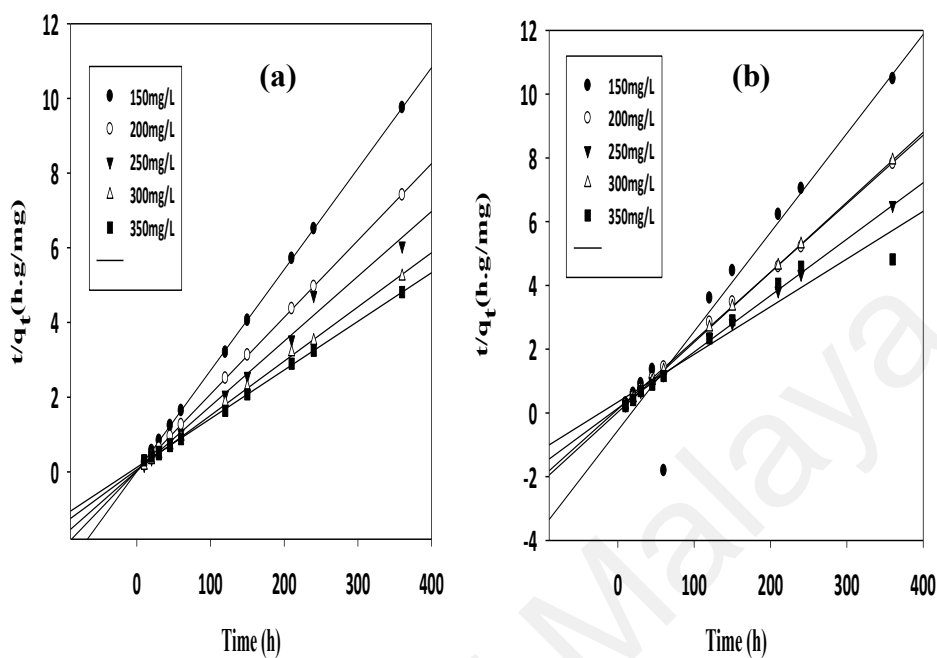 (a)
t/qt(h.g/mg)
12
10
8
6
4
2
0
150mg/L
200mg/L
250mg/L
300mg/L
350mg/L
0 100 200 300 400
Time (h)
(b)
t/qt(h.g/mg)
12
10
8
6
4
2
0
-2
-4
150mg/L
200mg/L
250mg/L
300mg/L
350mg/L
0 100 200 300 400
Time (h)
Malaya